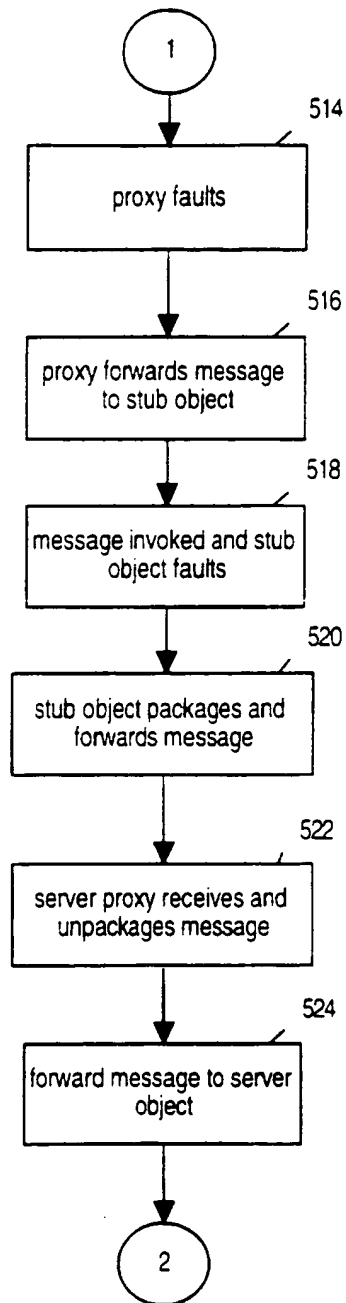 1
514
proxy faults
516
proxy forwards message
to stub object
518
message invoked and stub
object faults
520
stub object packages and
forwards message
522
server proxy receives and
unpackages message
524
forward message to server
object
2